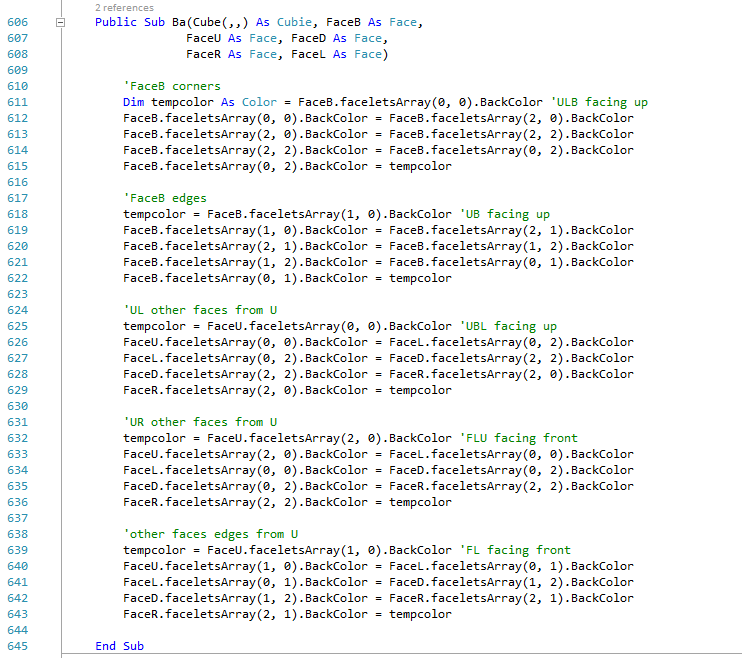 2 references
606 Public Sub Ba(Cube(,,) As Cubie, FaceB As Face,
607 FaceU As Face, FaceD As Face,
608 FaceR As Face, FaceL As Face)
609
610 'FaceB corners
611 Dim tempcolor As Color = FaceB.faceletsArray(0, 0).BackColor 'ULB facing up
612 FaceB.faceletsArray(0, 0).BackColor = FaceB.faceletsArray(2, 0).BackColor
613 FaceB.faceletsArray(2, 0).BackColor = FaceB.faceletsArray(2, 2).BackColor
614 FaceB.faceletsArray(2, 2).BackColor = FaceB.faceletsArray(0, 2).BackColor
615 FaceB.faceletsArray(0, 2).BackColor = tempcolor
616
617 'FaceB edges
618 tempcolor = FaceB.faceletsArray(1, 0).BackColor 'UB facing up
619 FaceB.faceletsArray(1, 0).BackColor = FaceB.faceletsArray(2, 1).BackColor
620 FaceB.faceletsArray(2, 1).BackColor = FaceB.faceletsArray(1, 2).BackColor
621 FaceB.faceletsArray(1, 2).BackColor = FaceB.faceletsArray(0, 1).BackColor
622 FaceB.faceletsArray(0, 1).BackColor = tempcolor
623
624 'UL other faces from U
625 tempcolor = FaceU.faceletsArray(0, 0).BackColor 'UBL facing up
626 FaceU.faceletsArray(0, 0).BackColor = FaceL.faceletsArray(0, 2).BackColor
627 FaceL.faceletsArray(0, 2).BackColor = FaceD.faceletsArray(2, 2).BackColor
628 FaceD.faceletsArray(2, 2).BackColor = FaceR.faceletsArray(2, 0).BackColor
629 FaceR.faceletsArray(2, 0).BackColor = tempcolor
630
631 'UR other faces from U
632 tempcolor = FaceU.faceletsArray(2, 0).BackColor 'FLU facing front
633 FaceU.faceletsArray(2, 0).BackColor = FaceL.faceletsArray(0, 0).BackColor
634 FaceL.faceletsArray(0, 0).BackColor = FaceD.faceletsArray(0, 2).BackColor
635 FaceD.faceletsArray(0, 2).BackColor = FaceR.faceletsArray(2, 2).BackColor
636 FaceR.faceletsArray(2, 2).BackColor = tempcolor
637
638 'other faces edges from U
639 tempcolor = FaceU.faceletsArray(1, 0).BackColor 'FL facing front
640 FaceU.faceletsArray(1, 0).BackColor = FaceL.faceletsArray(0, 1).BackColor
641 FaceL.faceletsArray(0, 1).BackColor = FaceD.faceletsArray(1, 2).BackColor
642 FaceD.faceletsArray(1, 2).BackColor = FaceR.faceletsArray(2, 1).BackColor
643 FaceR.faceletsArray(2, 1).BackColor = tempcolor
644
645 End Sub